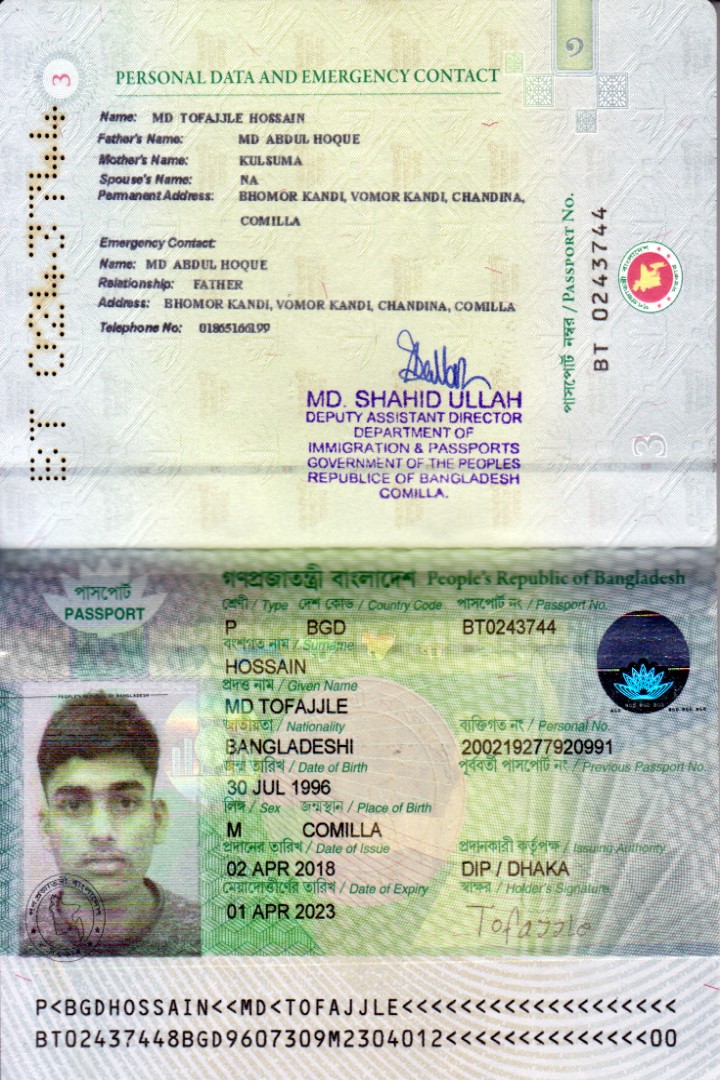 3
PERSONAL DATA AND EMERGENCY CONTACT
Name: MD TOFAJJLE HOSSAIN
Father's Name: MD ABDUL HOQUE
Mother's Name: KULSUMA
Spouse's Name: NA
Permanent Address: BHOMOR KANDI, VOMOR KANDI, CHANDINA,
COMILLA
Emergency Contact:
Name: MD ABDUL HOQUE
Relationship: FATHER
Address: BHOMOR KANDI, VOMOR KANDI, CHANDINA, COMILLA
Telephone No: 01865166199
MD. SHAHID ULLAH
DEPUTY ASSISTANT DIRECTOR
DEPARTMENT OF
IMMIGRATION & PASSPORTS
GOVERNMENT OF THE PEOPLES
REPUBLICE OF BANGLADESH
COMILLA.
BT 0243744
পাসপোর্ট নম্বর / PASSPORT NO.
BT 0243744
3
পাসপোর্ট
PASSPORT
গণপ্রজাতন্ত্রী বাংলাদেশ People's Republic of Bangladesh
শ্রেণী / Type দেশ কোড / Country Code পাসপোর্ট নং / Passport No.
P BGD BT0243744
বংশগত নাম / Surname
HOSSAIN
প্রদত্ত নাম / Given Name
MD TOFAJJLE
জাতীয়তা / Nationality ব্যক্তিগত নং / Personal No.
BANGLADESHI 200219277920991
জন্ম তারিখ / Date of Birth পূর্ববর্তী পাসপোর্ট নং / Previous Passport No.
30 JUL 1996
লিঙ্গ / Sex জন্মস্থান / Place of Birth
M COMILLA
প্রদানের তারিখ / Date of Issue প্রদানকারী কর্তৃপক্ষ / Issuing Authority
02 APR 2018 DIP / DHAKA
মেয়াদোত্তীর্ণের তারিখ / Date of Expiry স্বাক্ষর / Holder's Signature
01 APR 2023
Tofajjle
P<BGDHOSSAIN<<MD<TOFAJJLE<<<<<<<<<<<<<<<<<<<
BT02437448BGD9607309M2304012<<<<<<<<<<<<<<00